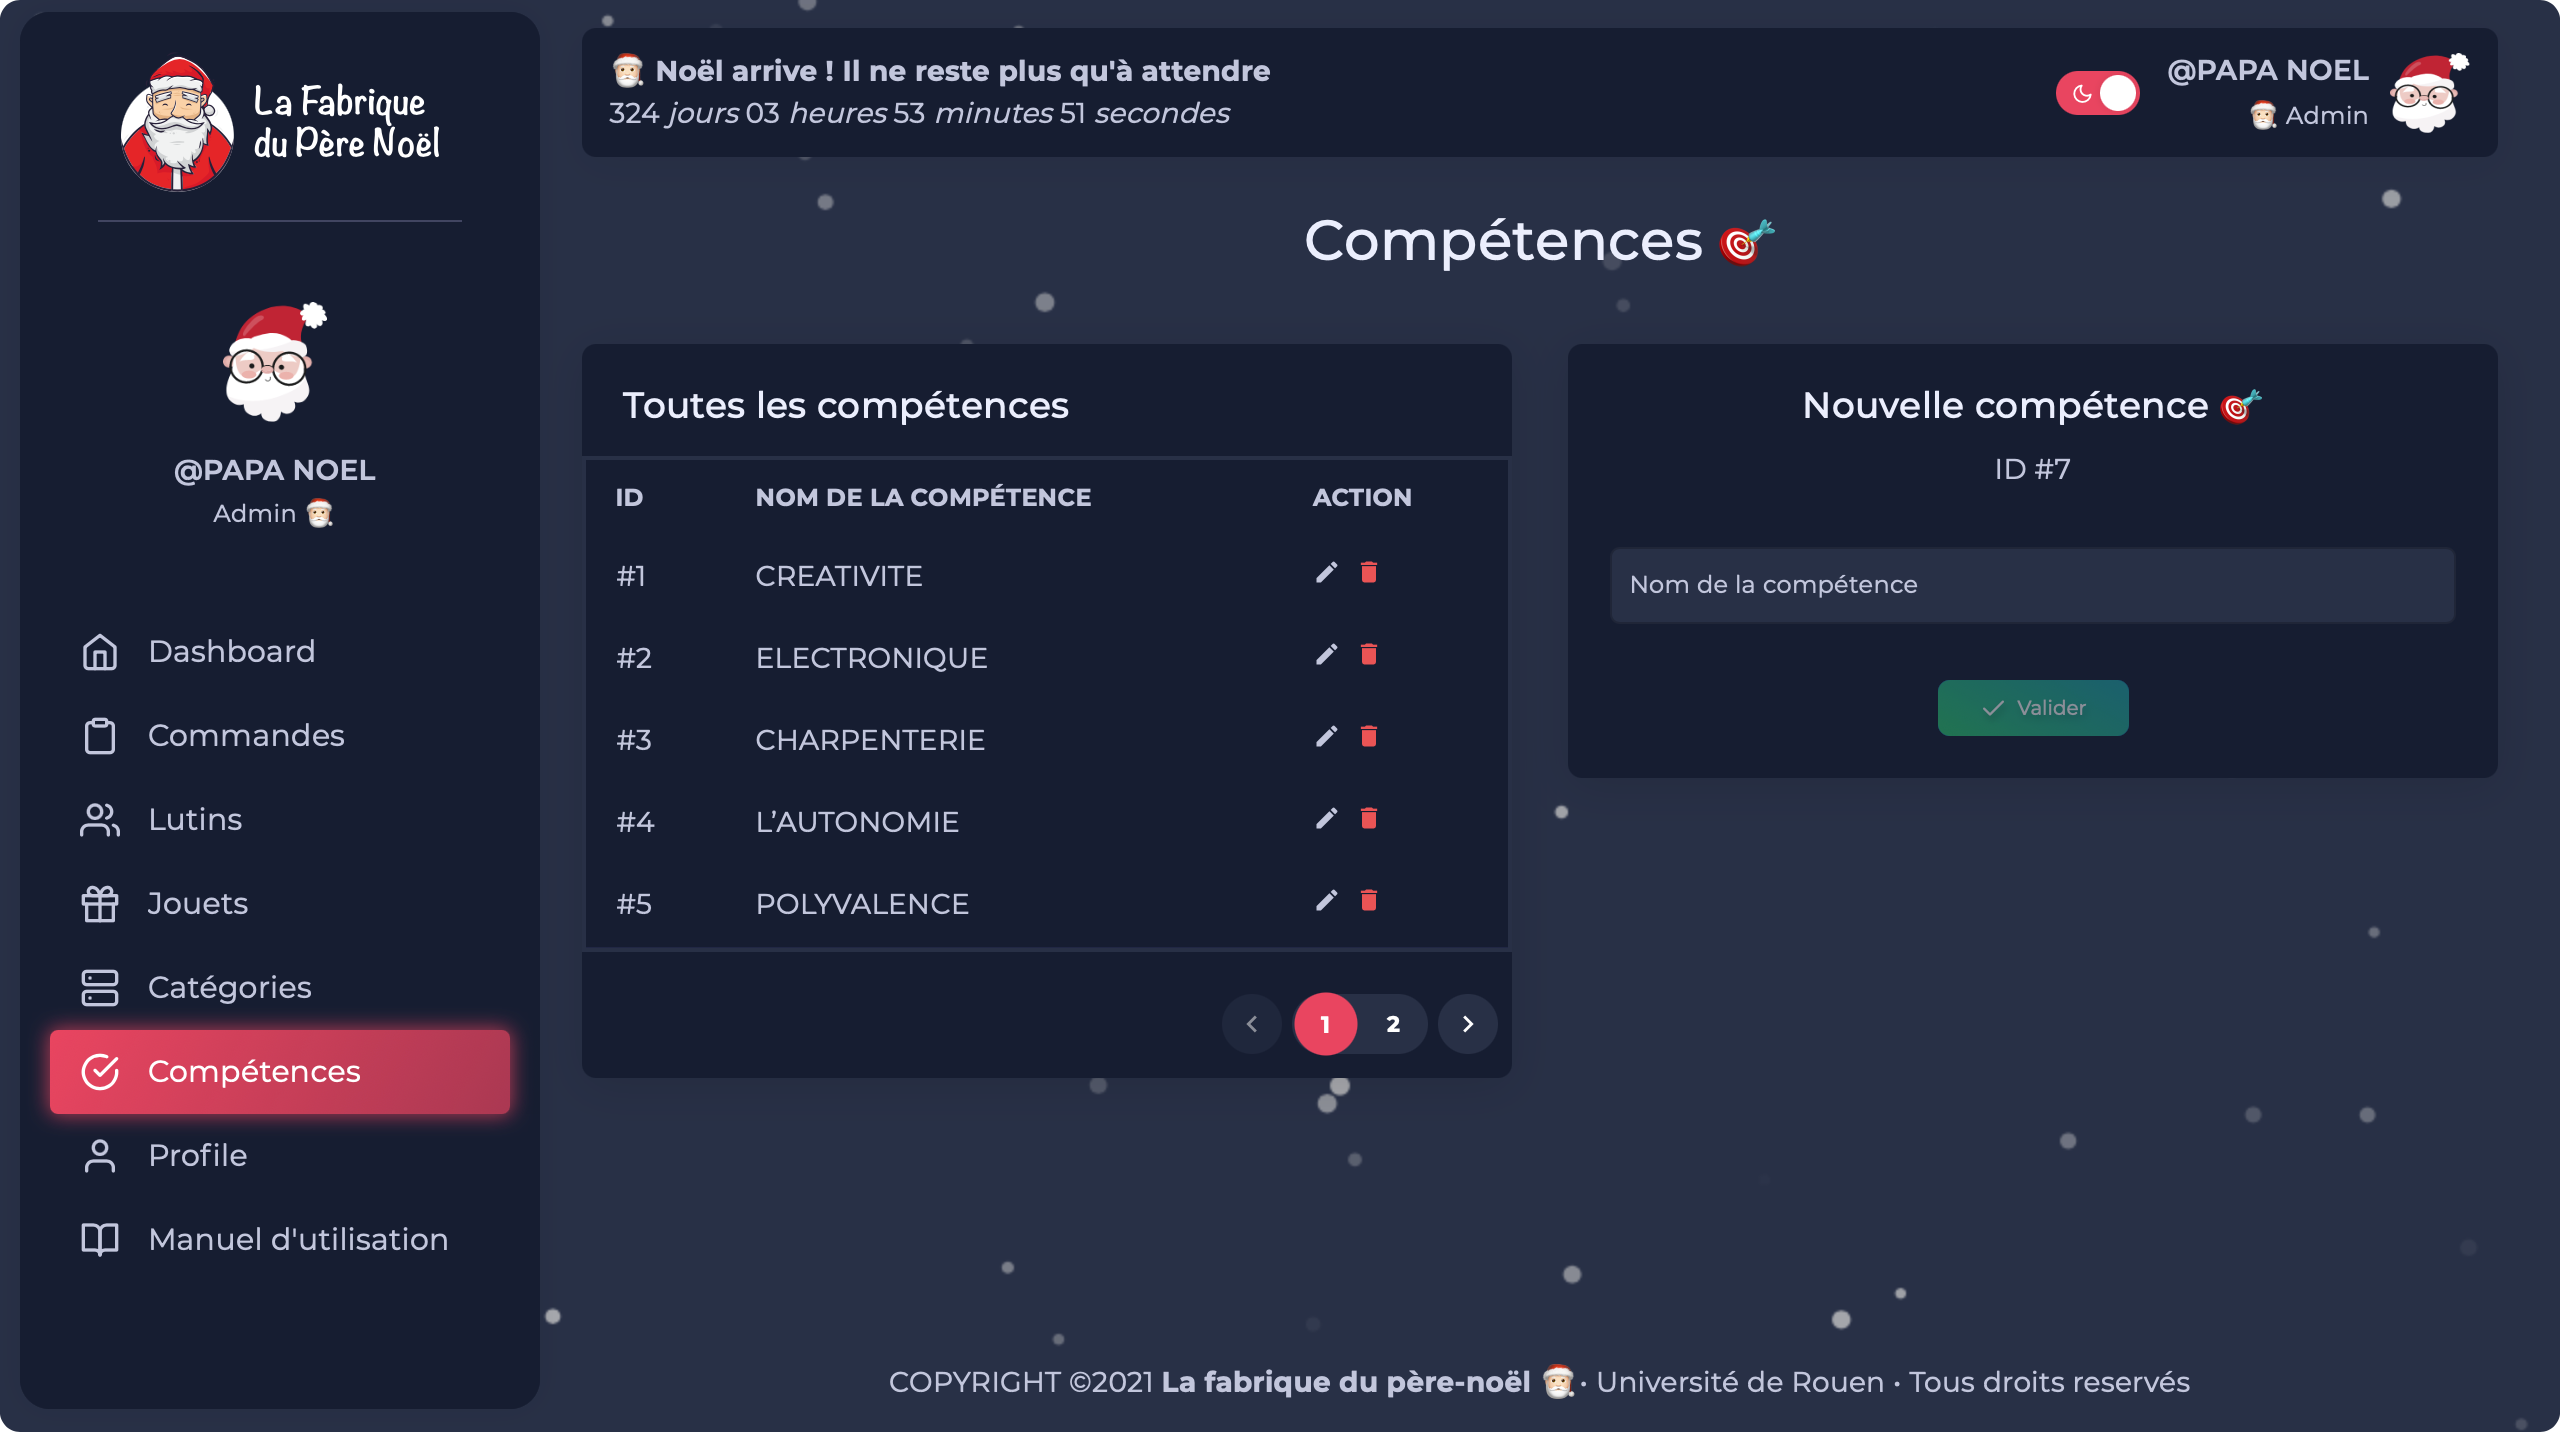 La Fabrique
du Père Noël
@PAPA NOEL
Admin
Dashboard
Commandes
Lutins
Jouets
Catégories
Compétences
Profile
Manuel d'utilisation
Noël arrive ! Il ne reste plus qu'à attendre
324 jours 03 heures 53 minutes 51 secondes
@PAPA NOEL
Admin
Compétences
Toutes les compétences
ID NOM DE LA COMPÉTENCE ACTION
#1 CREATIVITE
#2 ELECTRONIQUE
#3 CHARPENTERIE
#4 L’AUTONOMIE
#5 POLYVALENCE
1 2
Nouvelle compétence
ID #7
Nom de la compétence
Valider
COPYRIGHT ©2021 La fabrique du père-noël · Université de Rouen • Tous droits reservés